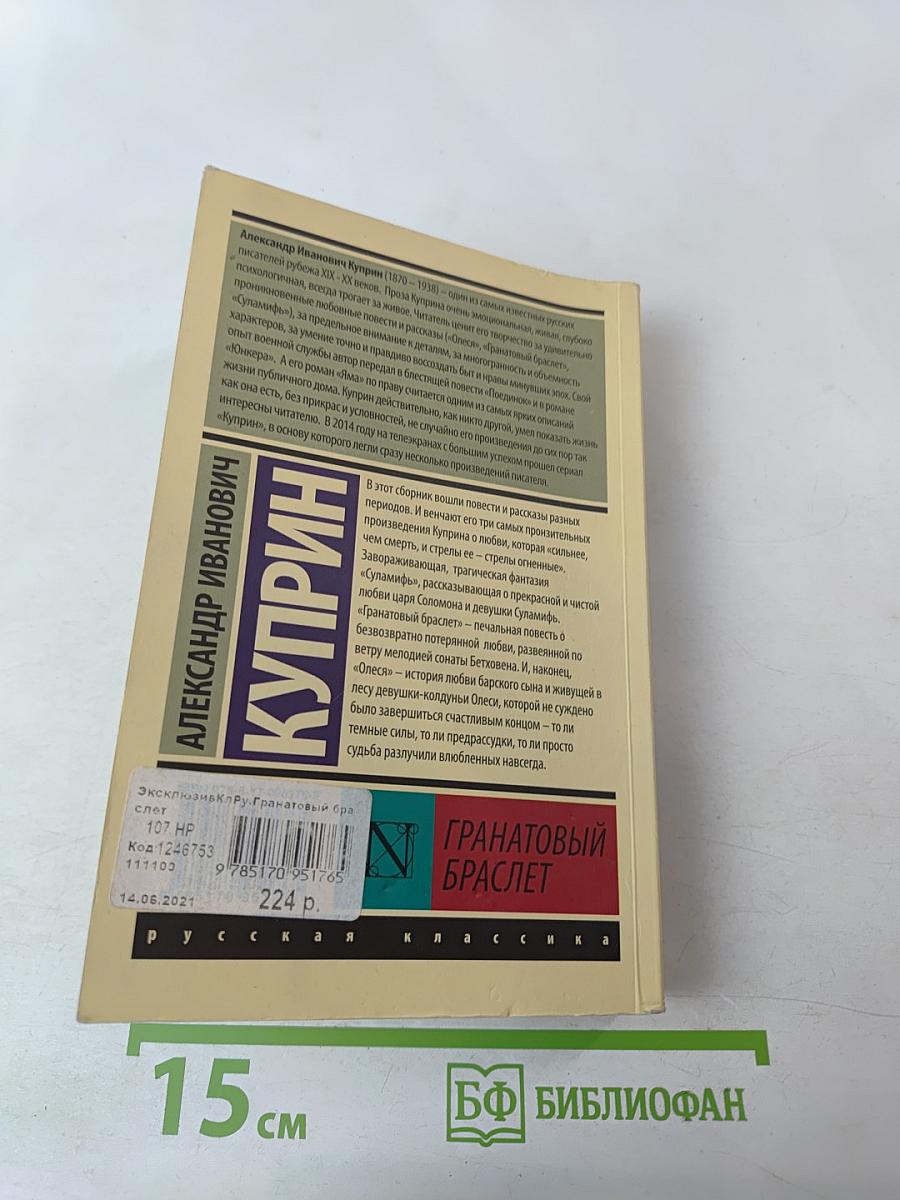 Александр Иванович Куприн (1870 – 1938) – один из самых известных русских
писателей рубежа XIX - XX веков. Проза Куприна очень эмоциональная, живая, глубоко
психологичная, всегда трогает за живое. Читатель ценит его творчество за удивительно
проникновенные любовные повести и рассказы («Олеся», «Гранатовый браслет»,
«Суламифь»), за предельное внимание к деталям, за многогранность и объемность
характеров, за умение точно и правдиво воссоздать быт и нравы минувших эпох. Свой
опыт военной службы автор передал в блестящей повести «Поединок» и в романе
«Юнкера». А его роман «Яма» по праву считается одним из самых ярких описаний
жизни публичного дома. Куприн действительно, как никто другой, умел показать жизнь
как она есть, без прикрас и условностей, не случайно его произведения до сих пор так
интересны читателю. В 2014 году на телеэкранах с большим успехом прошел сериал
«Куприн», в основу которого легли сразу несколько произведений писателя.
АЛЕКСАНДР ИВАНОВИЧ
КУПРИН
В этот сборник вошли повести и рассказы разных
периодов. И венчают его три самых пронзительных
произведения Куприна о любви, которая «сильнее,
чем смерть, и стрелы ее – стрелы огненные».
Завораживающая, трагическая фантазия
«Суламифь», рассказывающая о прекрасной и чистой
любви царя Соломона и девушки Суламифь.
«Гранатовый браслет» – печальная повесть о
безвозвратно потерянной любви, развеянной по
ветру мелодией сонаты Бетховена. И, наконец,
«Олеся» – история любви барского сына и живущей в
лесу девушки-колдуньи Олеси, которой не суждено
было завершиться счастливым концом – то ли
темные силы, то ли предрассудки, то ли просто
судьба разлучили влюбленных навсегда.
ЭксклюзивКлРу.Гранатовый бра
слет
107 НР
Код 1246753
111100
9 785170 951765
14.06.2021
224 р.
N
ГРАНАТОВЫЙ
БРАСЛЕТ
русская классика
15 см
БФ БИБЛИОФАН